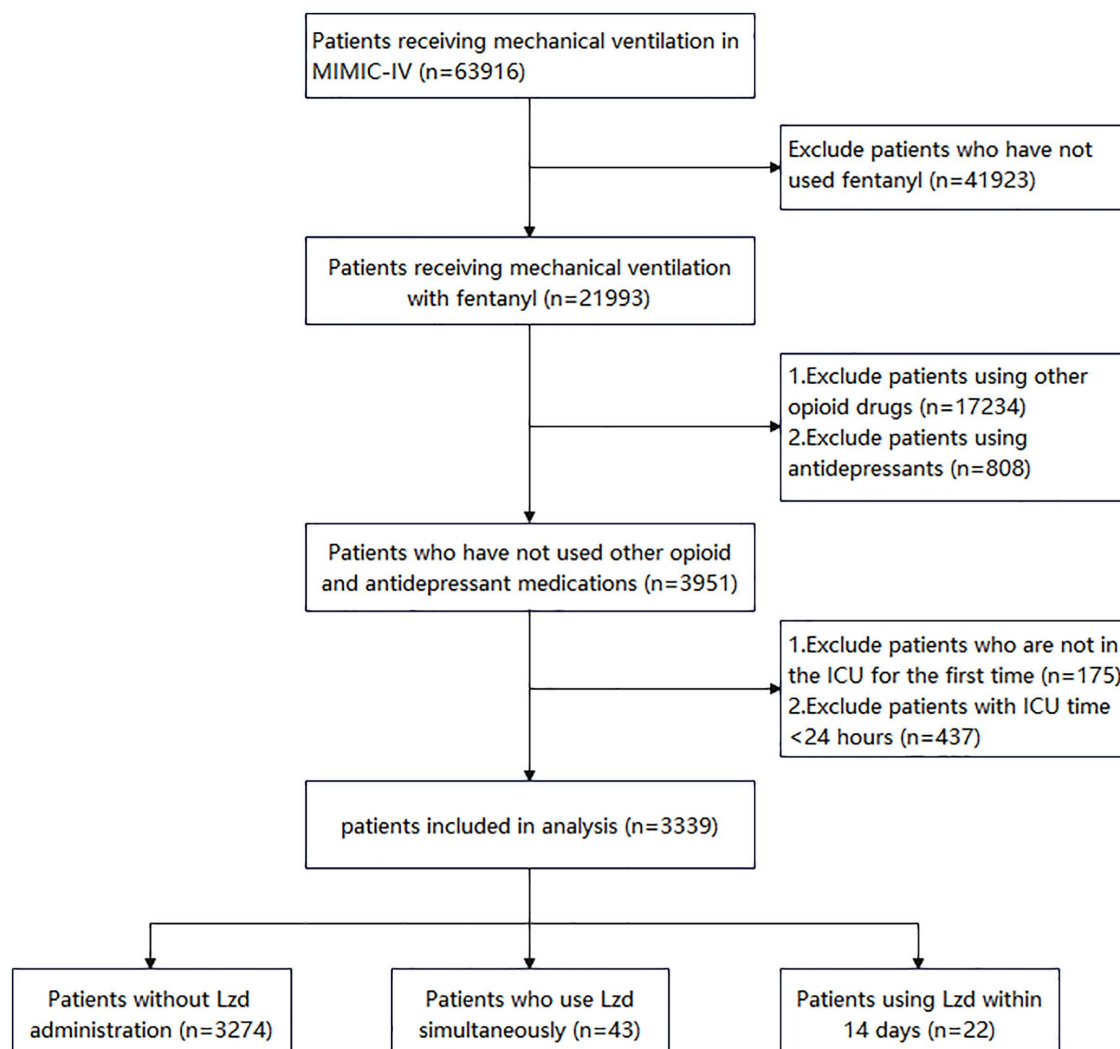 Patients receiving mechanical ventilation in
MIMIC-IV (n=63916)
Exclude patients who have not
used fentanyl (n=41923)
Patients receiving mechanical ventilation
with fentanyl (n=21993)
1.Exclude patients using other
opioid drugs (n=17234)
2.Exclude patients using
antidepressants (n=808)
Patients who have not used other opioid
and antidepressant medications (n=3951)
1.Exclude patients who are not in
the ICU for the first time (n=175)
2.Exclude patients with ICU time
<24 hours (n=437)
patients included in analysis (n=3339)
Patients without Lzd
administration (n=3274)
Patients who use Lzd
simultaneously (n=43)
Patients using Lzd within
14 days (n=22)